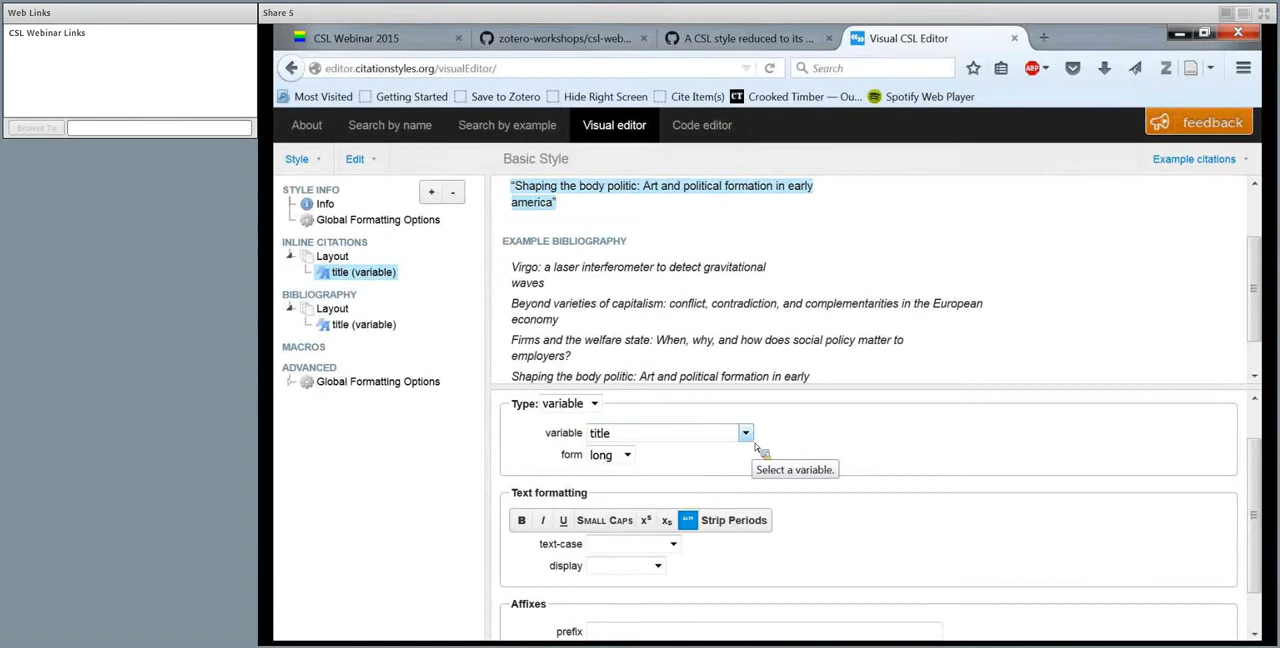 Web Links
Share 5
CSL Webinar Links
Browse To
CSL Webinar 2015
zotero-workshops/csl-web...
A CSL style reduced to its ...
Visual CSL Editor
editor.citationstyles.org/visualEditor/
Search
ABP
Most Visited
Getting Started
Save to Zotero
Hide Right Screen
Cite Item(s)
CT Crooked Timber — Ou...
Spotify Web Player
About
Search by name
Search by example
Visual editor
Code editor
feedback
Style
Edit
Basic Style
Example citations
STYLE INFO
+
-
Info
Global Formatting Options
INLINE CITATIONS
Layout
title (variable)
BIBLIOGRAPHY
Layout
title (variable)
MACROS
ADVANCED
Global Formatting Options
“Shaping the body politic: Art and political formation in early
america”
EXAMPLE BIBLIOGRAPHY
Virgo: a laser interferometer to detect gravitational
waves
Beyond varieties of capitalism: conflict, contradiction, and complementarities in the European
economy
Firms and the welfare state: When, why, and how does social policy matter to
employers?
Shaping the body politic: Art and political formation in early
Type: variable
variable title
form long
Select a variable.
Text formatting
B I U SMALL CAPS xs xs “” Strip Periods
text-case
display
Affixes
prefix